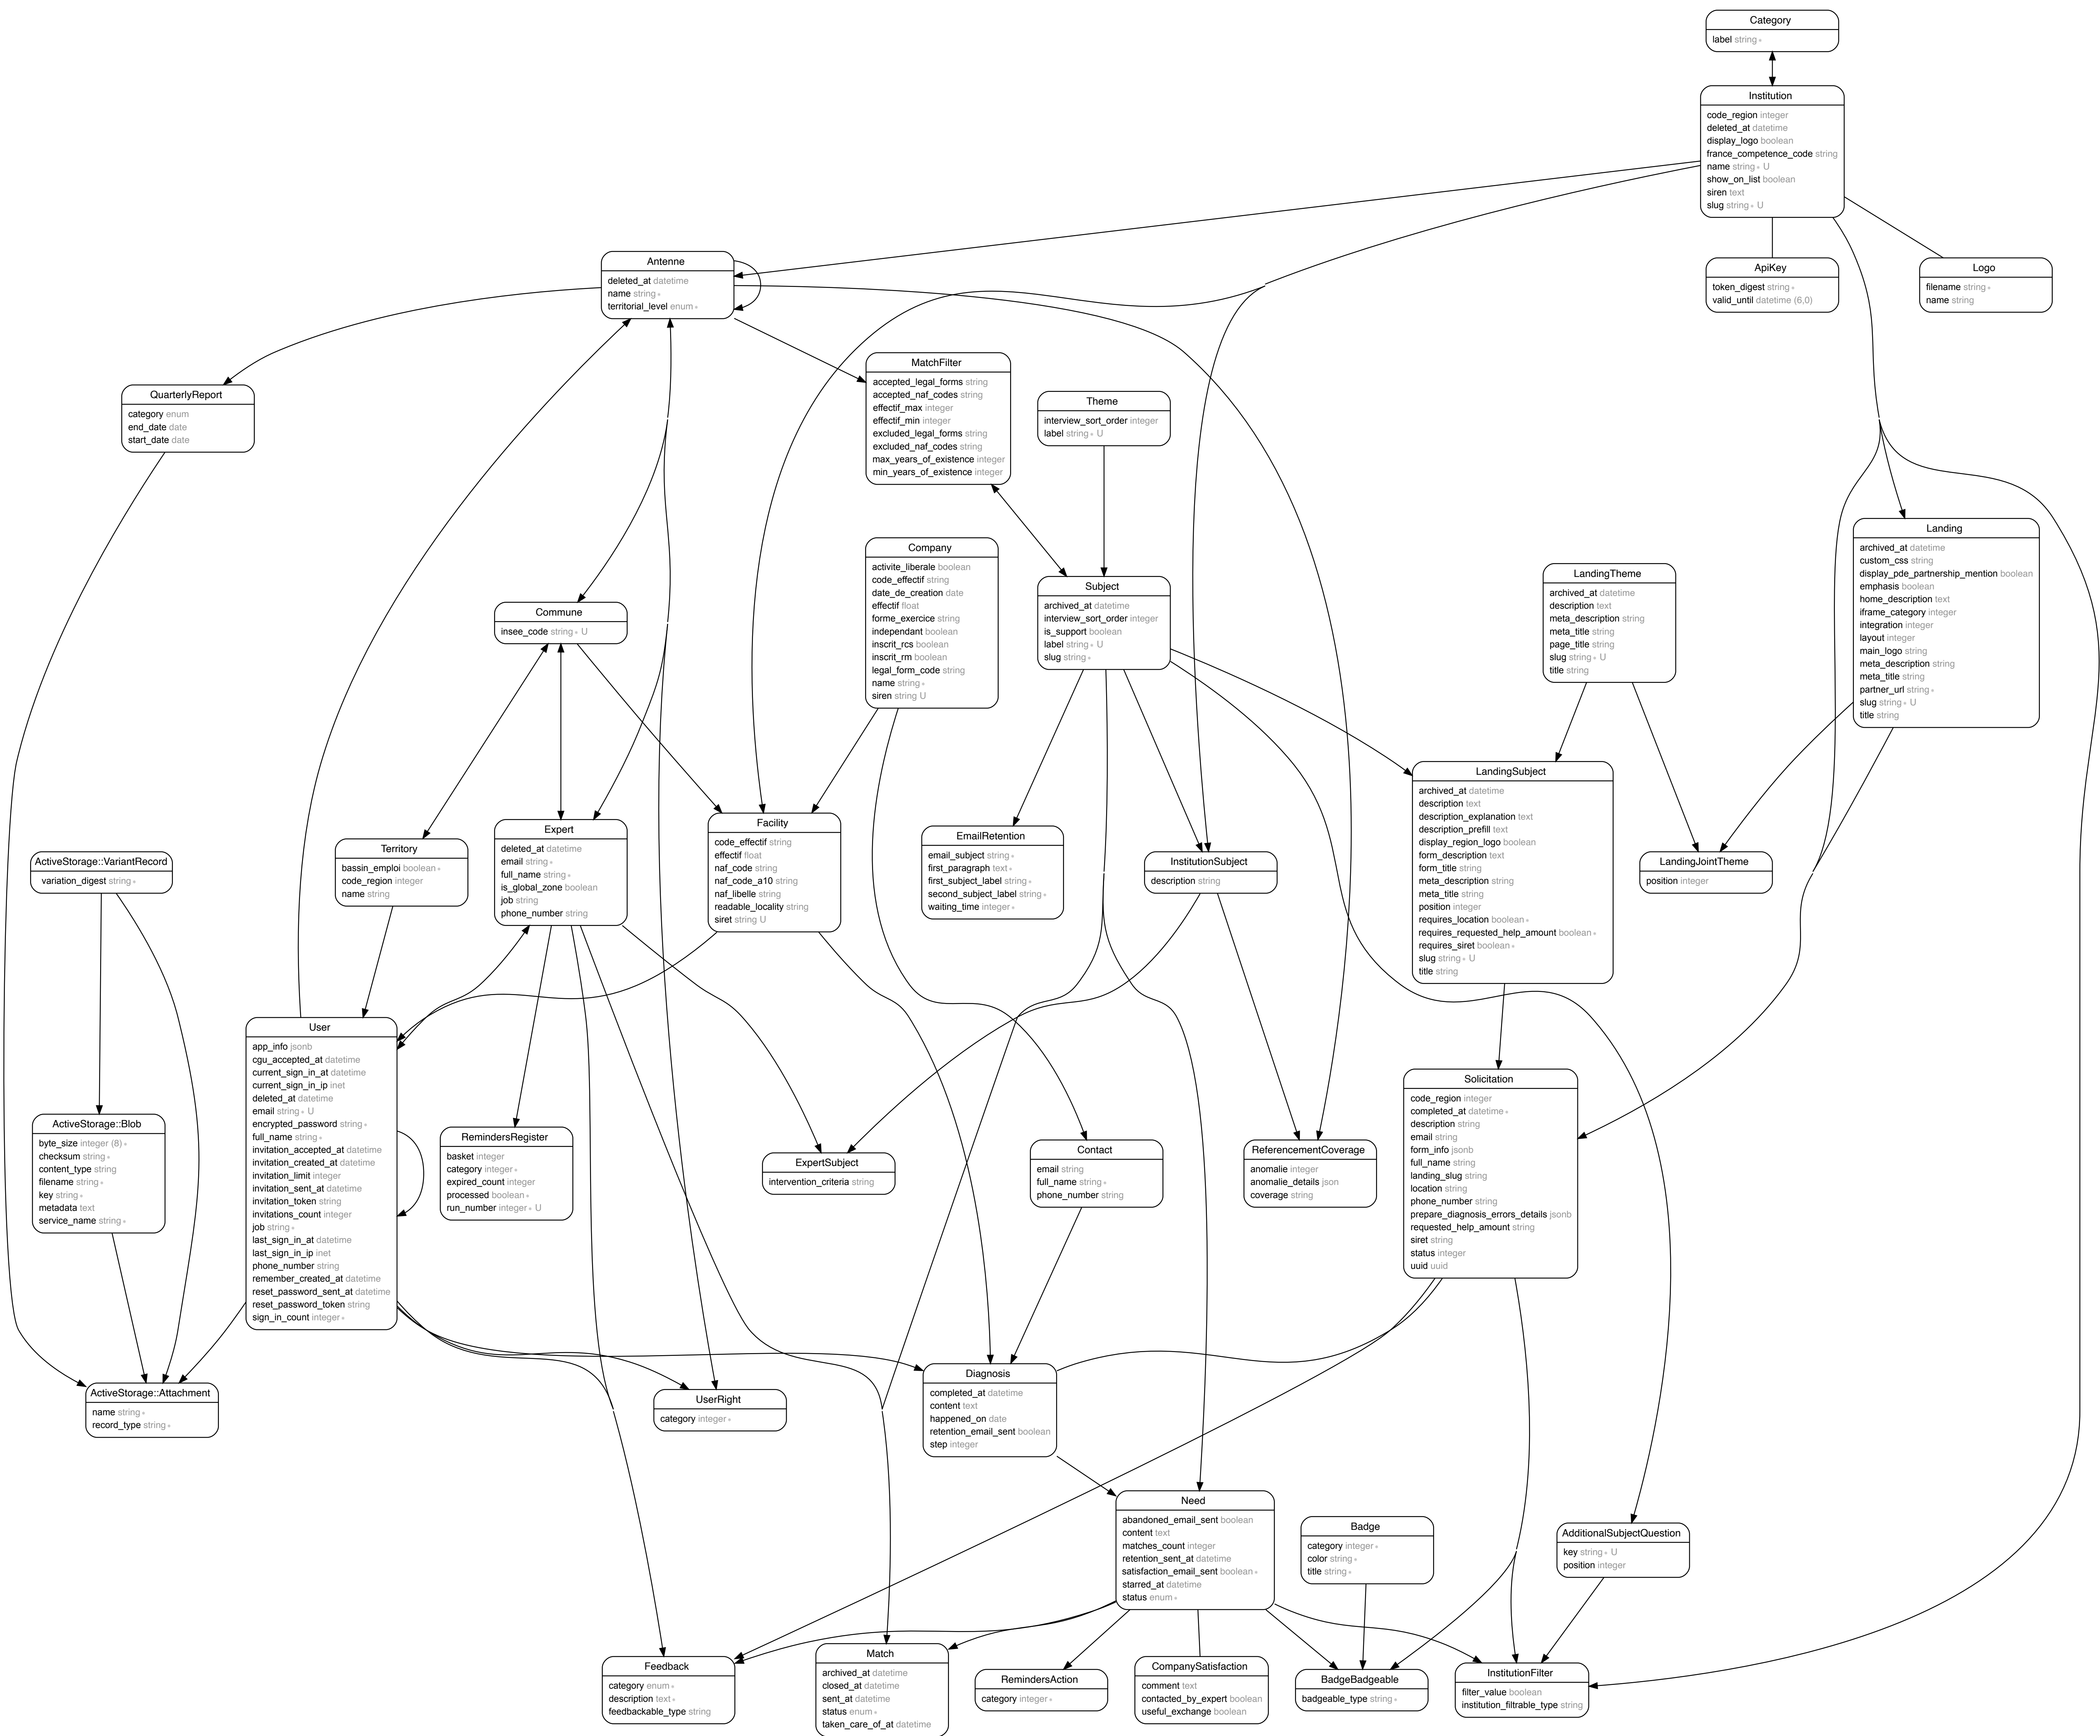 Category
label string∗
Institution
code_region integer
deleted_at datetime
display_logo boolean
france_competence_code string
name string∗ U
show_on_list boolean
siren text
slug string∗ U
Antenne
deleted_at datetime
name string∗
territorial_level enum∗
ApiKey
token_digest string∗
valid_until datetime (6,0)
Logo
filename string∗
name string
QuarterlyReport
category enum
end_date date
start_date date
MatchFilter
accepted_legal_forms string
accepted_naf_codes string
effectif_max integer
effectif_min integer
excluded_legal_forms string
excluded_naf_codes string
max_years_of_existence integer
min_years_of_existence integer
Theme
interview_sort_order integer
label string∗ U
Landing
archived_at datetime
custom_css string
display_pde_partnership_mention boolean
emphasis boolean
home_description text
iframe_category integer
integration integer
layout integer
main_logo string
meta_description string
meta_title string
partner_url string∗
slug string∗ U
title string
Company
activite_liberale boolean
code_effectif string
date_de_creation date
effectif float
forme_exercice string
independant boolean
inscrit_rcs boolean
inscrit_rm boolean
legal_form_code string
name string∗
siren string U
Subject
archived_at datetime
interview_sort_order integer
is_support boolean
label string∗ U
slug string∗
LandingTheme
archived_at datetime
description text
meta_description string
meta_title string
page_title string
slug string∗ U
title string
Commune
insee_code string∗ U
LandingSubject
archived_at datetime
description text
description_explanation text
description_prefill text
display_region_logo boolean
form_description text
form_title string
meta_description string
meta_title string
position integer
requires_location boolean∗
requires_requested_help_amount boolean∗
requires_siret boolean∗
slug string∗ U
title string
ActiveStorage::VariantRecord
variation_digest string∗
Territory
bassin_emploi boolean∗
code_region integer
name string
Expert
deleted_at datetime
email string∗
full_name string∗
is_global_zone boolean
job string
phone_number string
Facility
code_effectif string
effectif float
naf_code string
naf_code_a10 string
naf_libelle string
readable_locality string
siret string U
EmailRetention
email_subject string∗
first_paragraph text∗
first_subject_label string∗
second_subject_label string∗
waiting_time integer∗
InstitutionSubject
description string
LandingJointTheme
position integer
User
app_info jsonb
cgu_accepted_at datetime
current_sign_in_at datetime
current_sign_in_ip inet
deleted_at datetime
email string∗ U
encrypted_password string∗
full_name string∗
invitation_accepted_at datetime
invitation_created_at datetime
invitation_limit integer
invitation_sent_at datetime
invitation_token string
invitations_count integer
job string∗
last_sign_in_at datetime
last_sign_in_ip inet
phone_number string
remember_created_at datetime
reset_password_sent_at datetime
reset_password_token string
sign_in_count integer∗
Solicitation
code_region integer
completed_at datetime∗
description string
email string
form_info jsonb
full_name string
landing_slug string
location string
phone_number string
prepare_diagnosis_errors_details jsonb
requested_help_amount string
siret string
status integer
uuid uuid
ActiveStorage::Blob
byte_size integer (8)∗
checksum string∗
content_type string
filename string∗
key string∗
metadata text
service_name string∗
RemindersRegister
basket integer
category integer∗
expired_count integer
processed boolean∗
run_number integer∗ U
ExpertSubject
intervention_criteria string
Contact
email string
full_name string∗
phone_number string
ReferencementCoverage
anomalie integer
anomalie_details json
coverage string
ActiveStorage::Attachment
name string∗
record_type string∗
UserRight
category integer∗
Diagnosis
completed_at datetime
content text
happened_on date
retention_email_sent boolean
step integer
Need
abandoned_email_sent boolean
content text
matches_count integer
retention_sent_at datetime
satisfaction_email_sent boolean∗
starred_at datetime
status enum∗
Badge
category integer∗
color string∗
title string∗
AdditionalSubjectQuestion
key string∗ U
position integer
Feedback
category enum∗
description text∗
feedbackable_type string
Match
archived_at datetime
closed_at datetime
sent_at datetime
status enum∗
taken_care_of_at datetime
RemindersAction
category integer∗
CompanySatisfaction
comment text
contacted_by_expert boolean
useful_exchange boolean
BadgeBadgeable
badgeable_type string∗
InstitutionFilter
filter_value boolean
institution_filtrable_type string